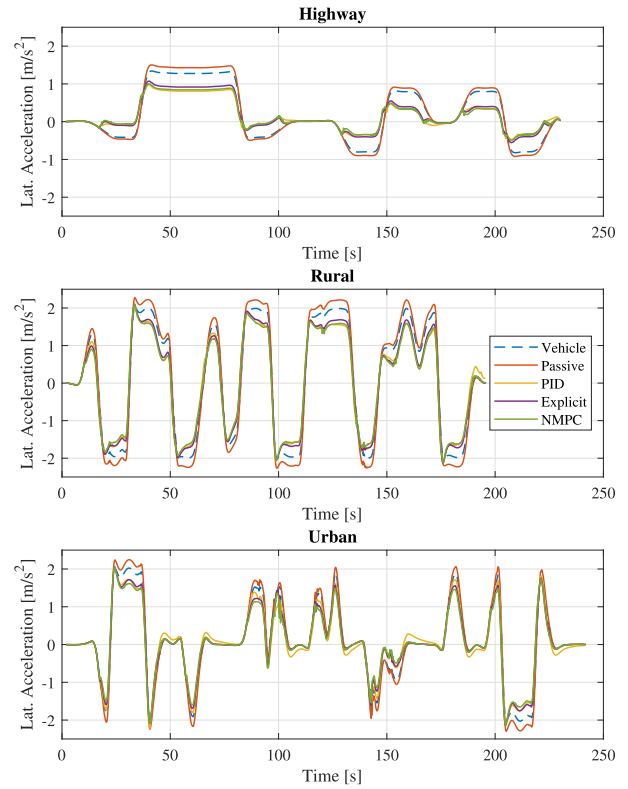 Highway
Lat. Acceleration [m/s²]
2
1
0
-1
-2
0 50 100 150 200 250
Time [s]
Rural
Lat. Acceleration [m/s²]
2
1
0
-1
-2
Vehicle
Passive
PID
Explicit
NMPC
0 50 100 150 200 250
Time [s]
Urban
Lat. Acceleration [m/s²]
2
1
0
-1
-2
0 50 100 150 200 250
Time [s]